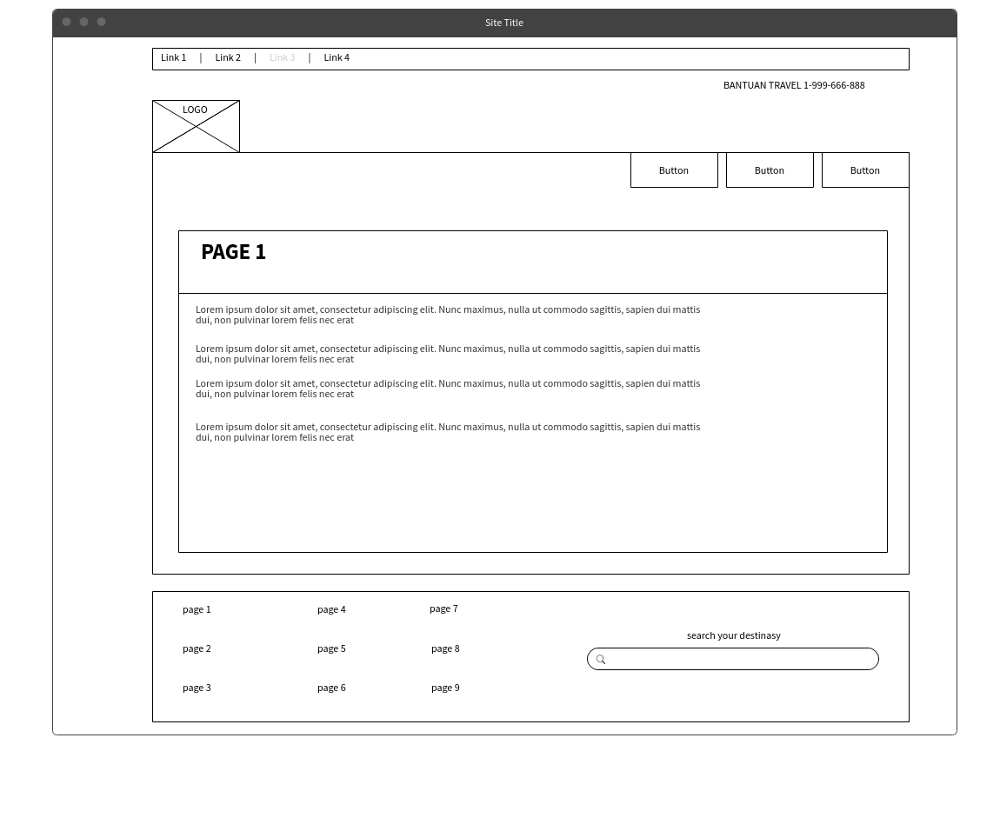 Site Title
Link 1 | Link 2 | Link 3 | Link 4
BANTUAN TRAVEL 1-999-666-888
LOGO
Button Button Button
PAGE 1
Lorem ipsum dolor sit amet, consectetur adipiscing elit. Nunc maximus, nulla ut commodo sagittis, sapien dui mattis
dui, non pulvinar lorem felis nec erat
Lorem ipsum dolor sit amet, consectetur adipiscing elit. Nunc maximus, nulla ut commodo sagittis, sapien dui mattis
dui, non pulvinar lorem felis nec erat
Lorem ipsum dolor sit amet, consectetur adipiscing elit. Nunc maximus, nulla ut commodo sagittis, sapien dui mattis
dui, non pulvinar lorem felis nec erat
Lorem ipsum dolor sit amet, consectetur adipiscing elit. Nunc maximus, nulla ut commodo sagittis, sapien dui mattis
dui, non pulvinar lorem felis nec erat
page 1 page 4 page 7
search your destinasy
page 2 page 5 page 8
page 3 page 6 page 9